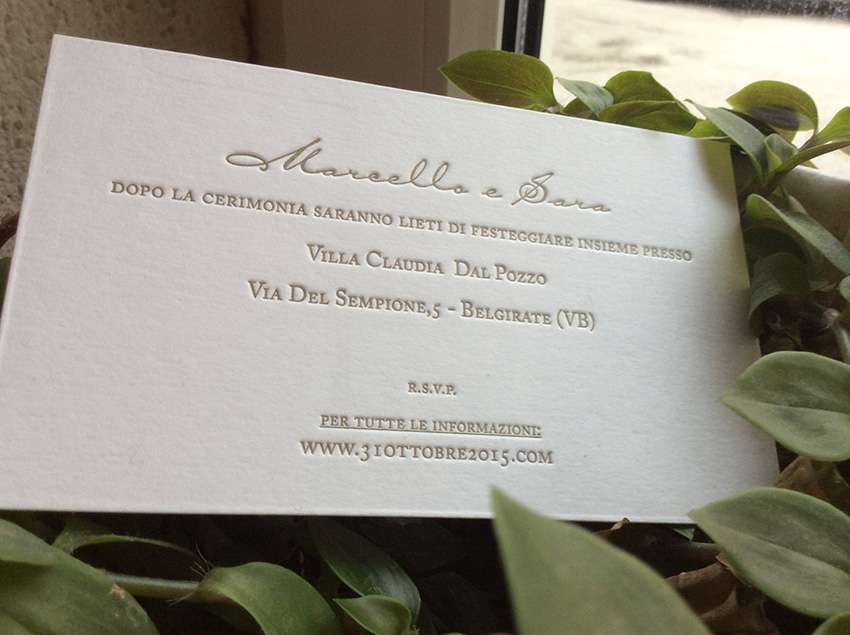 Marcello e Sara
DOPO LA CERIMONIA SARANNO LIETI DI FESTEGGIARE INSIEME PRESSO
VILLA CLAUDIA DAL POZZO
VIA DEL SEMPIONE,5 - BELGIRATE (VB)
R.S.V.P.
PER TUTTE LE INFORMAZIONI:
WWW.31OTTOBRE2015.COM